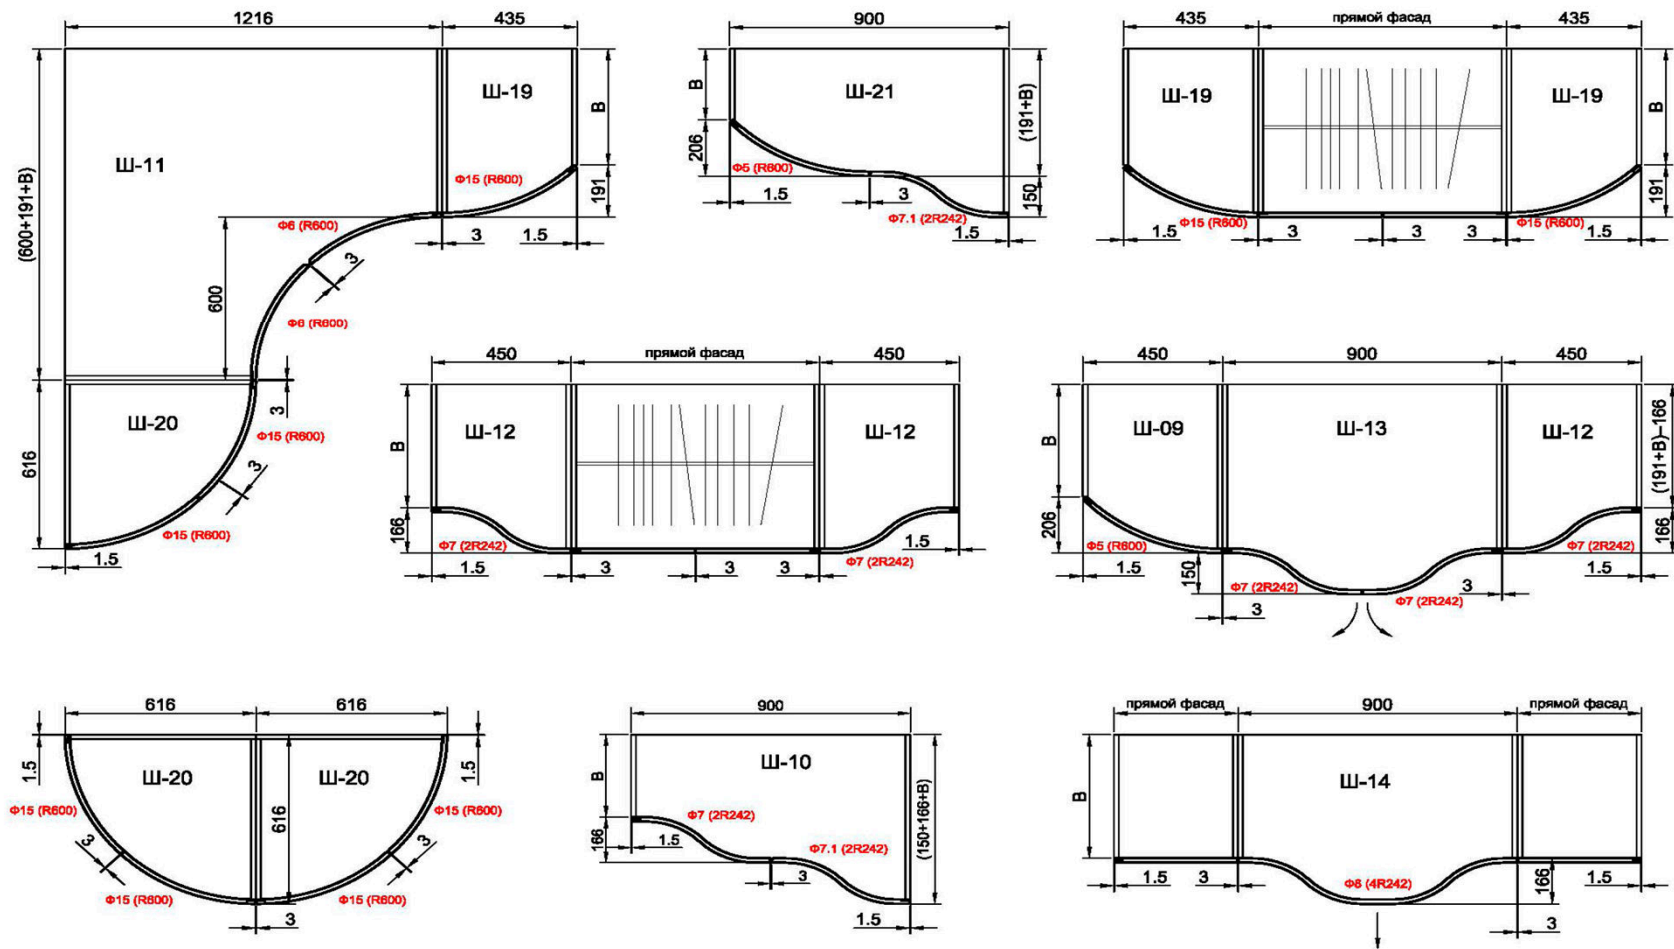 1216
435
Ш-11
Ш-19
B
191
(600+191+B)
Ф15 (R600)
Ф6 (R600)
3
1.5
3
600
Ф6 (R600)
3
Ш-20
616
Ф15 (R600)
3
Ф15 (R600)
1.5
900
Ш-21
B
(191+B)
206
Ф5 (R600)
1.5
3
150
Ф7.1 (2R242)
1.5
435
прямой фасад
435
Ш-19
Ш-19
B
191
Ф15 (R600)
Ф15 (R600)
1.5
3
3
3
1.5
450
прямой фасад
450
Ш-12
Ш-12
B
166
Ф7 (2R242)
1.5
Ф7 (2R242)
1.5
3
3
3
450
900
450
Ш-09
Ш-13
Ш-12
B
(191+B)–166
206
166
Ф5 (R600)
Ф7 (2R242)
1.5
150
Ф7 (2R242)
Ф7 (2R242)
3
1.5
3
616
616
1.5
1.5
Ш-20
Ш-20
Ф15 (R600)
616
Ф15 (R600)
3
3
Ф15 (R600)
Ф15 (R600)
3
900
Ш-10
B
(150+166+B)
166
Ф7 (2R242)
1.5
Ф7.1 (2R242)
3
1.5
прямой фасад
900
прямой фасад
B
Ш-14
1.5
3
Ф8 (4R242)
166
1.5
3